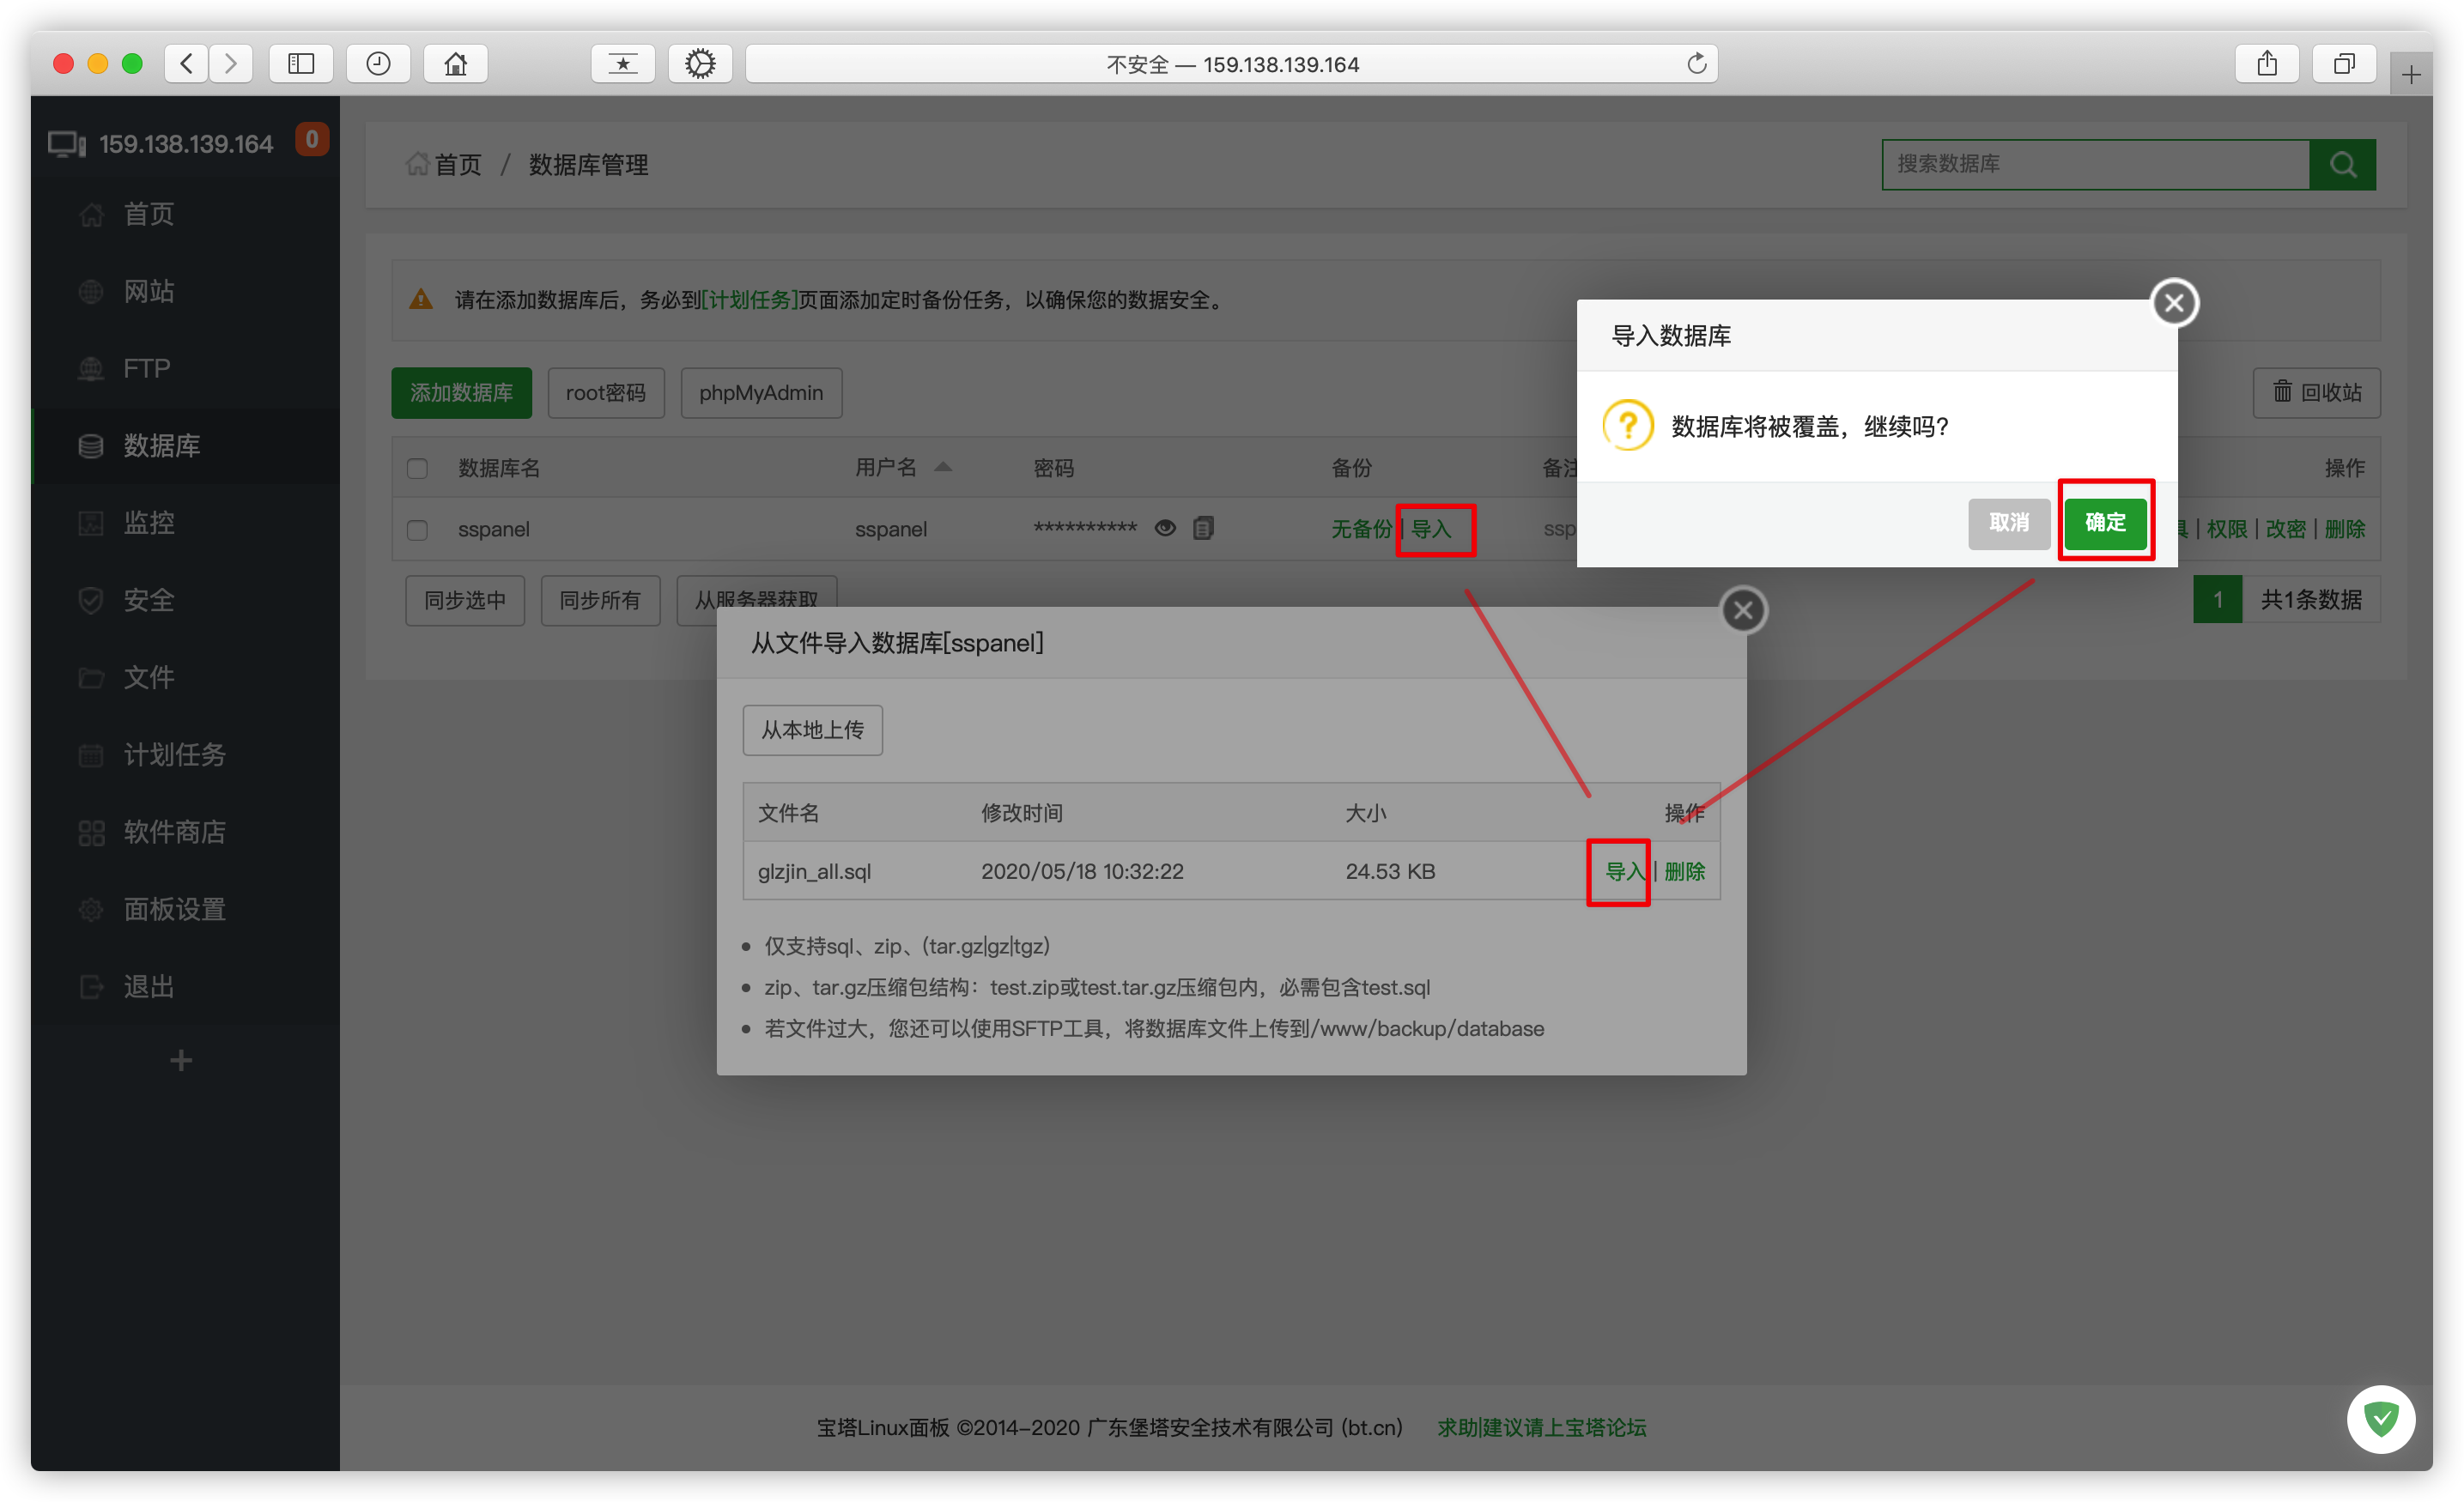 不安全 — 159.138.139.164
159.138.139.164 0
首页
网站
FTP
数据库
监控
安全
文件
计划任务
软件商店
面板设置
退出
首页 / 数据库管理
搜索数据库
请在添加数据库后，务必到[计划任务]页面添加定时备份任务，以确保您的数据安全。
添加数据库 root密码 phpMyAdmin 回收站
数据库名 用户名 密码 备份 备注 操作
sspanel sspanel ********** 无备份 | 导入 ssp | 权限 | 改密 | 删除
同步选中 同步所有 从服务器获取 1 共1条数据
导入数据库
数据库将被覆盖，继续吗?
取消 确定
从文件导入数据库[sspanel]
从本地上传
文件名 修改时间 大小 操作
glzjin_all.sql 2020/05/18 10:32:22 24.53 KB 导入 | 删除
仅支持sql、zip、(tar.gz|gz|tgz)
zip、tar.gz压缩包结构：test.zip或test.tar.gz压缩包内，必需包含test.sql
若文件过大，您还可以使用SFTP工具，将数据库文件上传到/www/backup/database
宝塔Linux面板 ©2014-2020 广东堡塔安全技术有限公司 (bt.cn) 求助|建议请上宝塔论坛